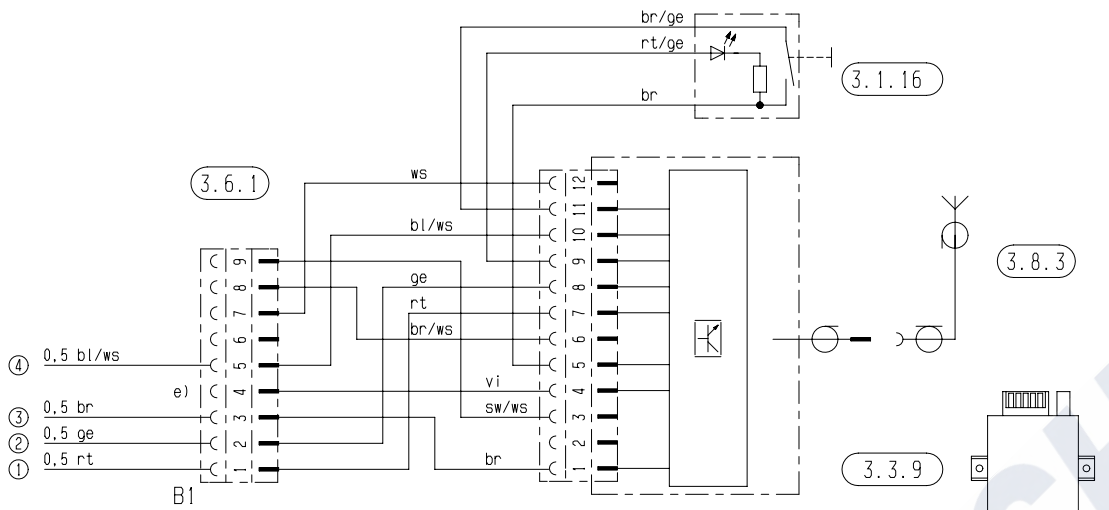 br/ge
rt/ge
br
3.1.16
3.6.1
ws
bl/ws
ge
rt
br/ws
vi
sw/ws
br
12
11
10
9
8
7
6
5
4
3
2
1
9
8
7
6
5
4
3
2
1
④ 0,5 bl/ws
e)
③ 0,5 br
② 0,5 ge
① 0,5 rt
B1
3.8.3
3.3.9